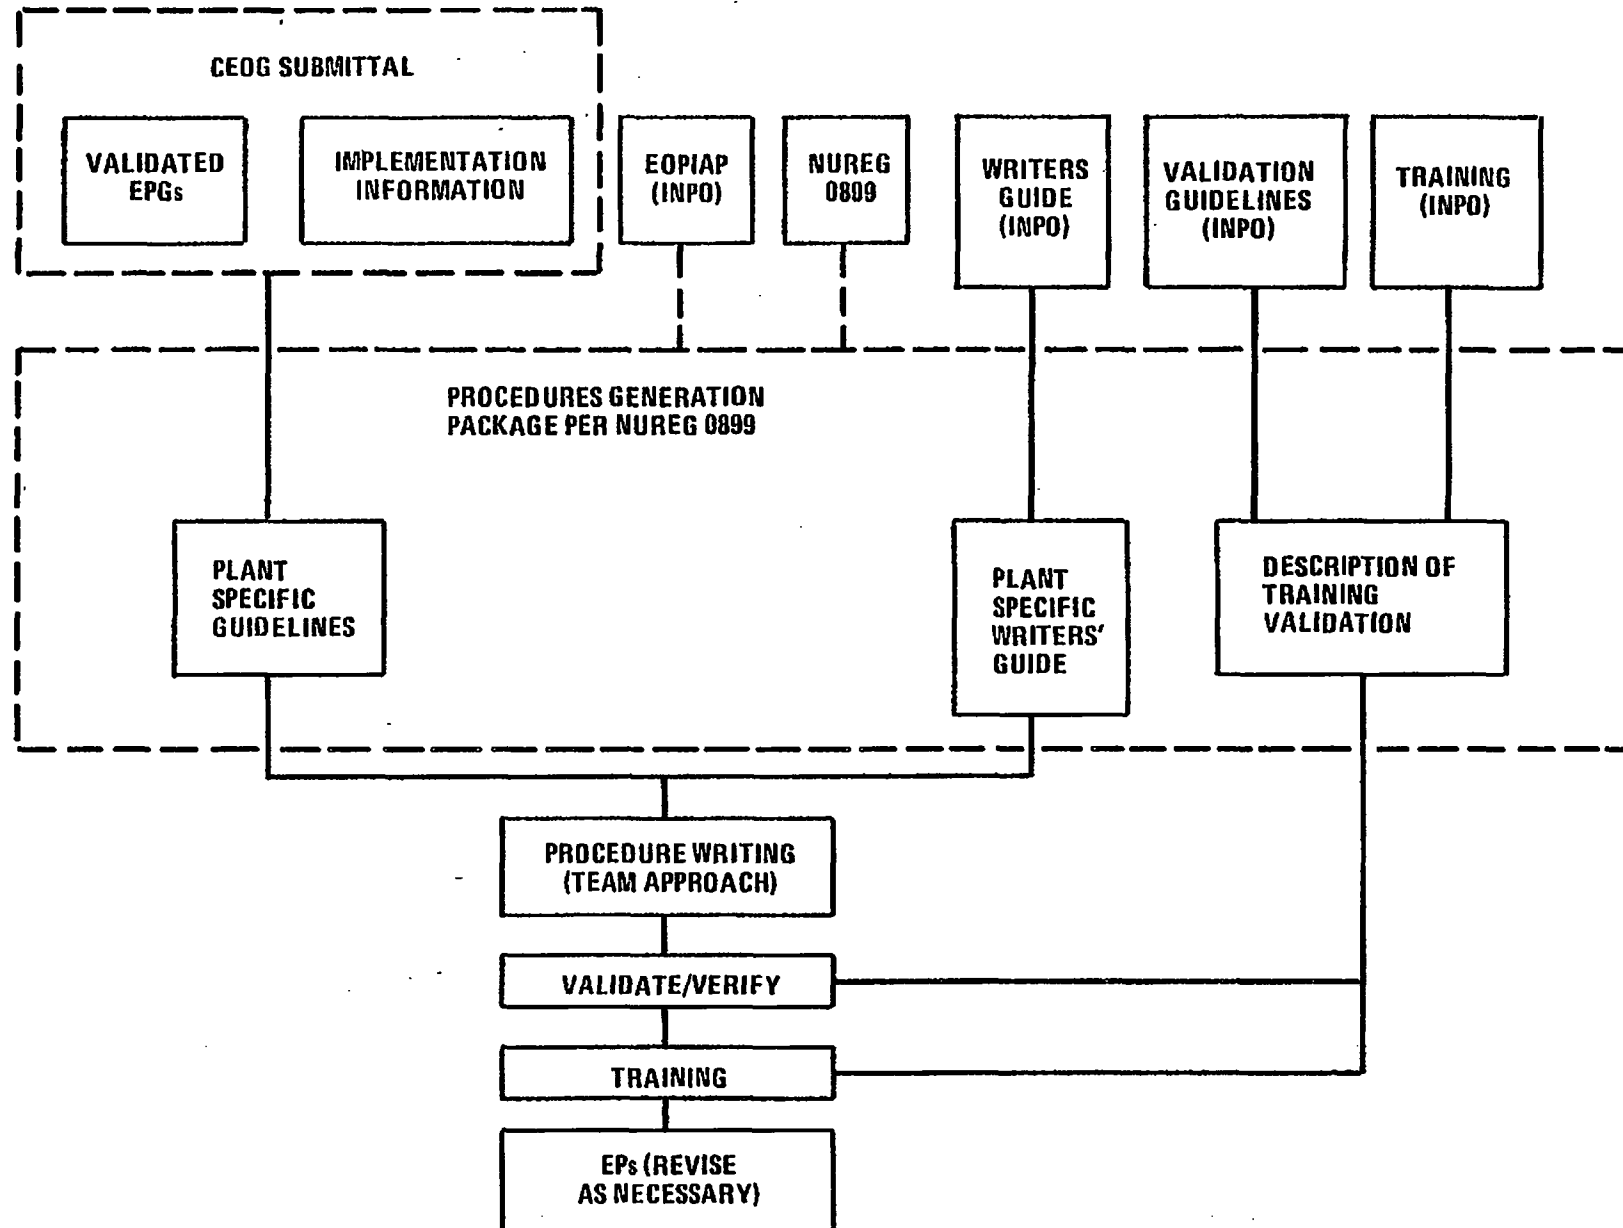 CEOG SUBMITTAL
VALIDATED
EPGs
IMPLEMENTATION
INFORMATION
EOPIAP
(INPO)
NUREG
0899
WRITERS
GUIDE
(INPO)
VALIDATION
GUIDELINES
(INPO)
TRAINING
(INPO)
PROCEDURES GENERATION
PACKAGE PER NUREG 0899
PLANT
SPECIFIC
GUIDELINES
PLANT
SPECIFIC
WRITERS'
GUIDE
DESCRIPTION OF
TRAINING
VALIDATION
PROCEDURE WRITING
(TEAM APPROACH)
VALIDATE/VERIFY
TRAINING
EPs (REVISE
AS NECESSARY)